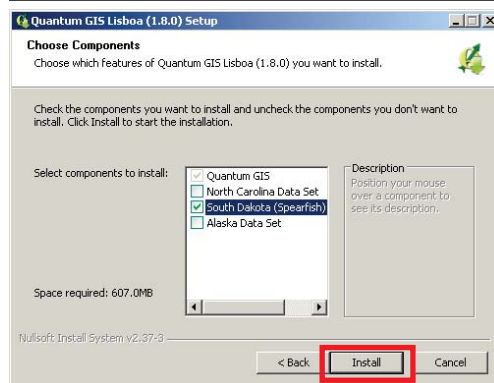 Quantum GIS Lisboa (1.8.0) Setup
Choose Components
Choose which features of Quantum GIS Lisboa (1.8.0) you want to install.
Check the components you want to install and uncheck the components you don't want to
install. Click Install to start the installation.
Select components to install:
Quantum GIS
North Carolina Data Set
South Dakota (Spearfish)
Alaska Data Set
Description
Position your mouse
over a component to
see its description.
Space required: 607.0MB
Nullsoft Install System v2.37-3
< Back
Install
Cancel